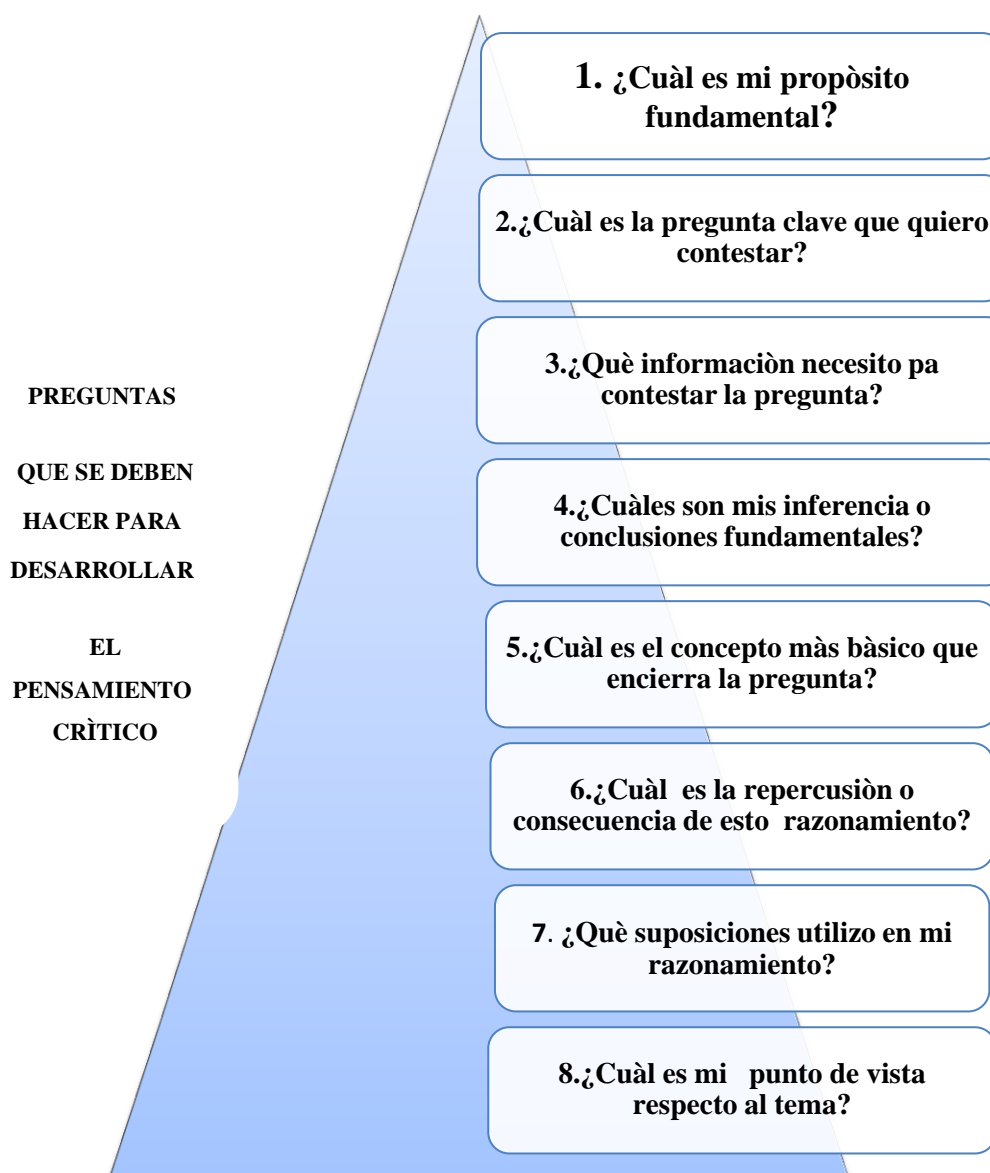 PREGUNTAS
QUE SE DEBEN
HACER PARA
DESARROLLAR
EL
PENSAMIENTO
CRÌTICO
1. ¿Cuàl es mi propòsito
fundamental?
2.¿Cuàl es la pregunta clave que quiero
contestar?
3.¿Què informaciòn necesito pa
contestar la pregunta?
4.¿Cuàles son mis inferencia o
conclusiones fundamentales?
5.¿Cuàl es el concepto màs bàsico que
encierra la pregunta?
6.¿Cuàl  es la repercusiòn o
consecuencia de esto  razonamiento?
7. ¿Què suposiciones utilizo en mi
razonamiento?
8.¿Cuàl es mi   punto de vista
respecto al tema?